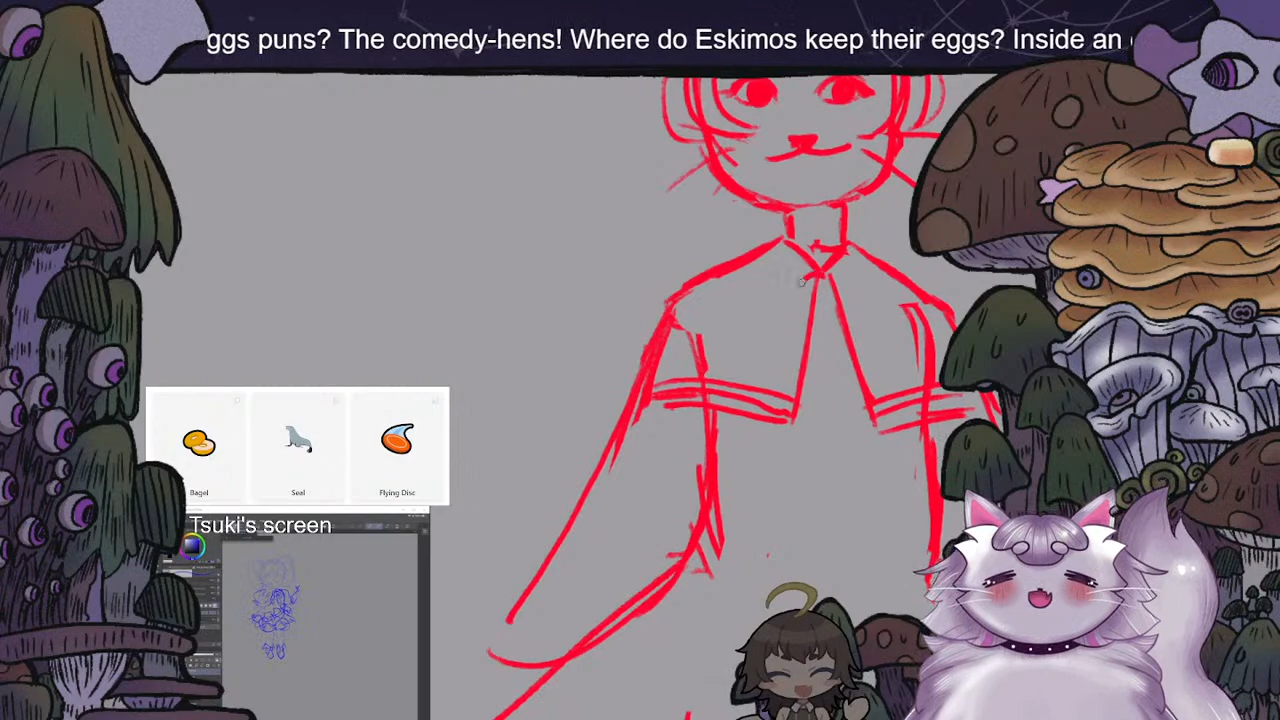 ggs puns? The comedy-hens! Where do Eskimos keep their eggs? Inside an
Bagel
Seal
Flying Disc
Tsuki's screen